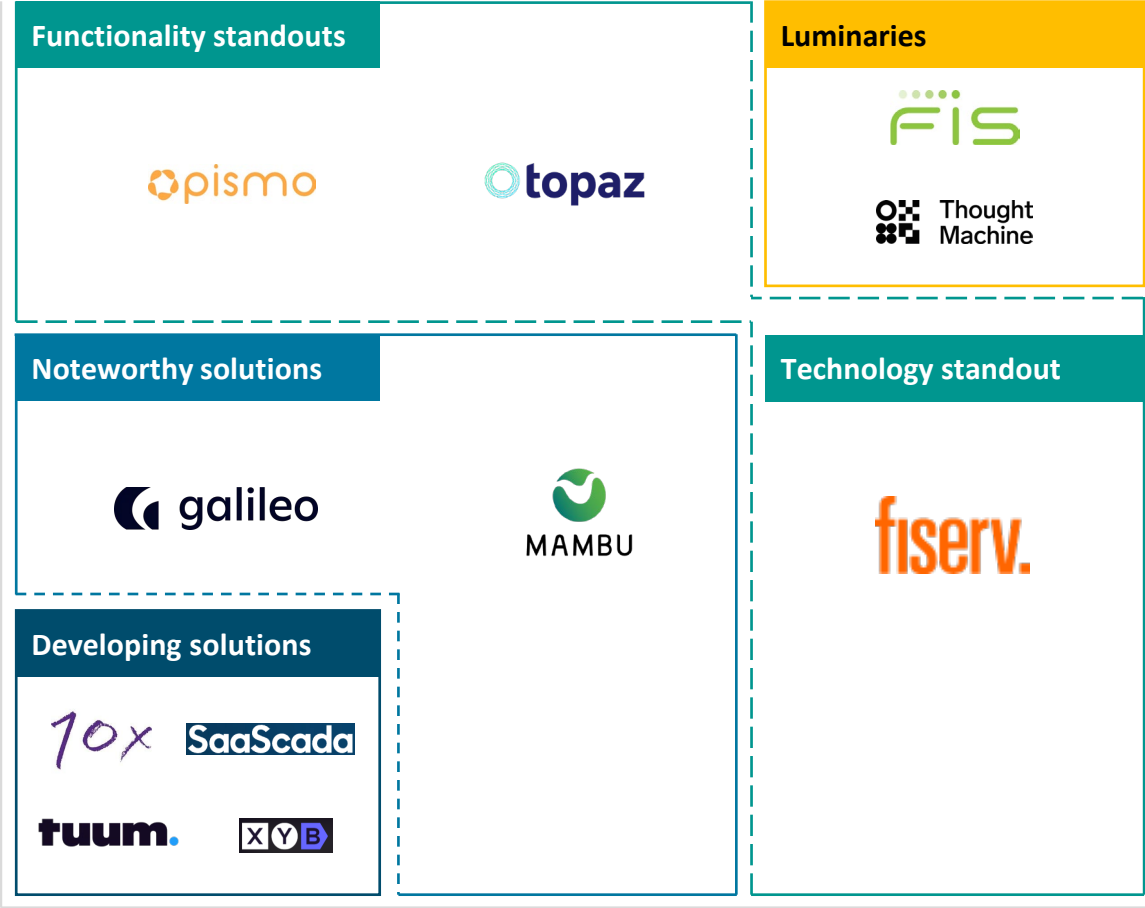 Functionality standouts
pismo
topaz
Luminaries
FIS
Thought
Machine
Noteworthy solutions
galileo
MAMBU
Technology standout
fiserv.
Developing solutions
10x
SaaScada
tuum.
XYB